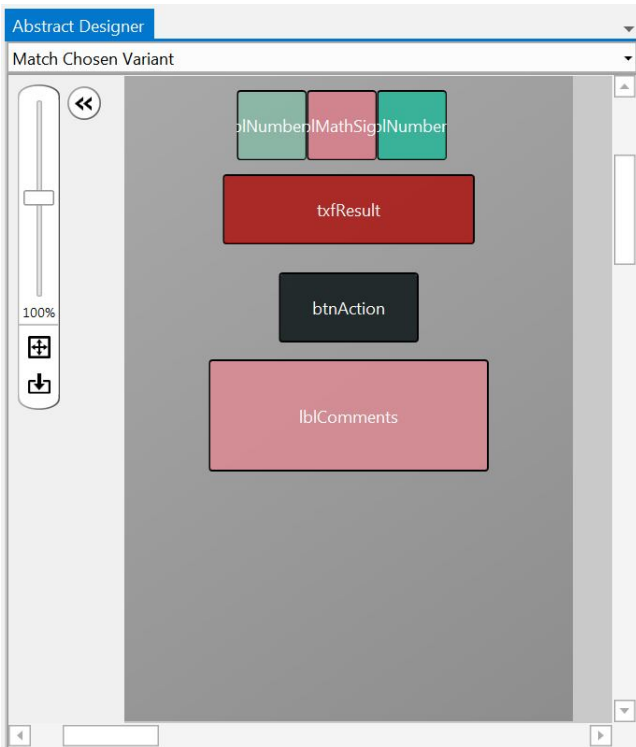 Abstract Designer
Match Chosen Variant
lNumber
lMathSig
lNumber
txfResult
100%
btnAction
lblComments